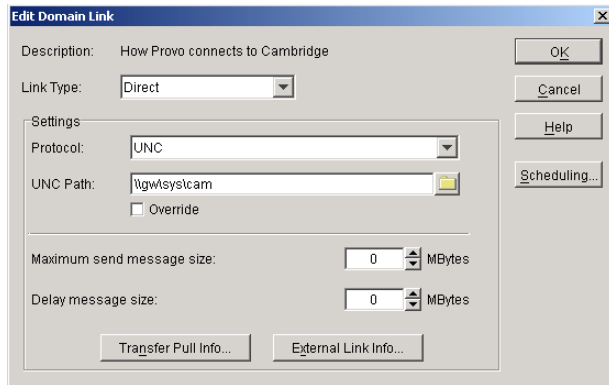 Edit Domain Link
Description: How Provo connects to Cambridge
Link Type: Direct
Settings
Protocol: UNC
UNC Path: \\gw\sys\cam
Override
Maximum send message size: 0 MBytes
Delay message size: 0 MBytes
Transfer Pull Info... External Link Info...
OK
Cancel
Help
Scheduling...